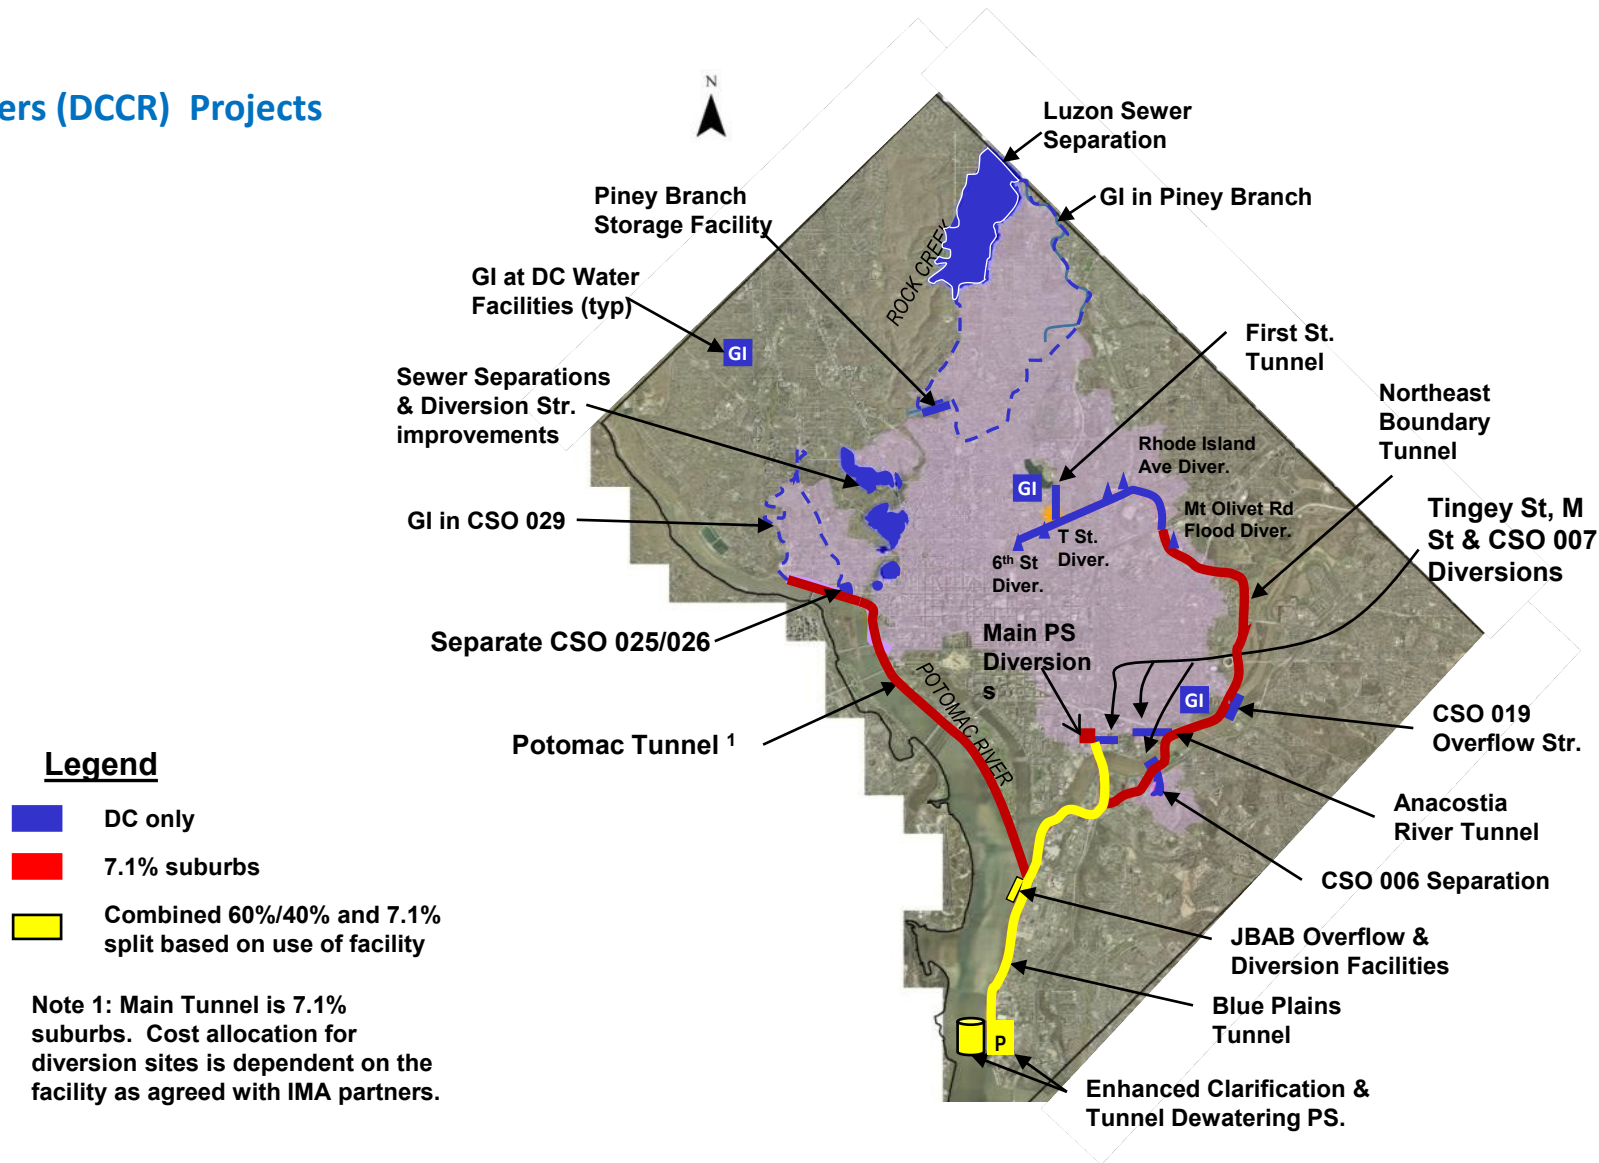 ers (DCCR) Projects
N
Luzon Sewer
Separation
GI in Piney Branch
Piney Branch
Storage Facility
ROCK CREEK
GI at DC Water
Facilities (typ)
GI
First St.
Tunnel
Sewer Separations
& Diversion Str.
improvements
Northeast
Boundary
Tunnel
Rhode Island
Ave Diver.
GI
Mt Olivet Rd
Flood Diver.
Tingey St, M
St & CSO 007
Diversions
GI in CSO 029
T St.
Diver.
6th St
Diver.
Separate CSO 025/026
Main PS
Diversion
s
POTOMAC RIVER
GI
CSO 019
Overflow Str.
Potomac Tunnel 1
Legend
DC only
7.1% suburbs
Combined 60%/40% and 7.1%
split based on use of facility
Anacostia
River Tunnel
CSO 006 Separation
JBAB Overflow &
Diversion Facilities
Blue Plains
Tunnel
Note 1: Main Tunnel is 7.1%
suburbs. Cost allocation for
diversion sites is dependent on the
facility as agreed with IMA partners.
P
Enhanced Clarification &
Tunnel Dewatering PS.